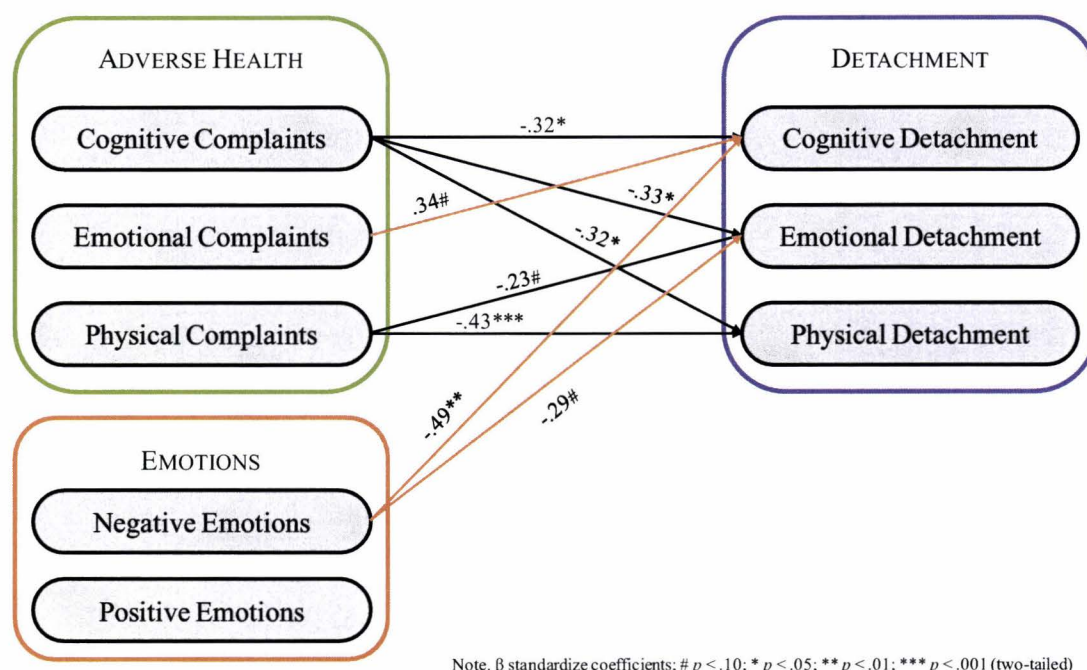 ADVERSE HEALTH
Cognitive Complaints
Emotional Complaints
Physical Complaints
-.32*
.34#
-.33*
-.32*
-.23#
-.43***
-.49**
-.29#
DETACHMENT
Cognitive Detachment
Emotional Detachment
Physical Detachment
EMOTIONS
Negative Emotions
Positive Emotions
Note. β standardize coefficients; # p < .10; * p < .05; ** p < .01; *** p < .001 (two-tailed)